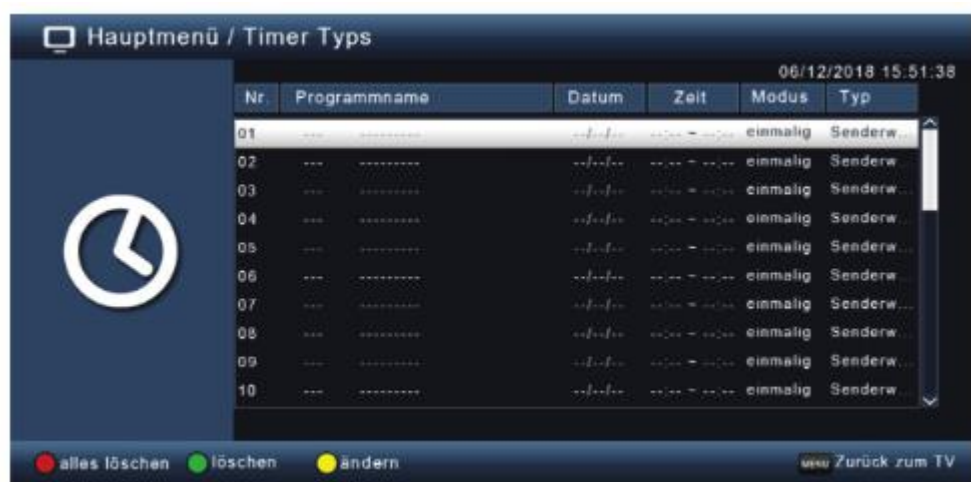 Hauptmenü / Timer Typs
06/12/2018 15:51:38
Nr. Programmname Datum Zeit Modus Typ
01 --- --------- --/--/-- --:-- ~ --:-- einmalig Senderw...
02 --- --------- --/--/-- --:-- ~ --:-- einmalig Senderw...
03 --- --------- --/--/-- --:-- ~ --:-- einmalig Senderw...
04 --- --------- --/--/-- --:-- ~ --:-- einmalig Senderw...
05 --- --------- --/--/-- --:-- ~ --:-- einmalig Senderw...
06 --- --------- --/--/-- --:-- ~ --:-- einmalig Senderw...
07 --- --------- --/--/-- --:-- ~ --:-- einmalig Senderw...
08 --- --------- --/--/-- --:-- ~ --:-- einmalig Senderw...
09 --- --------- --/--/-- --:-- ~ --:-- einmalig Senderw...
10 --- --------- --/--/-- --:-- ~ --:-- einmalig Senderw...
alles löschen löschen ändern MENU Zurück zum TV